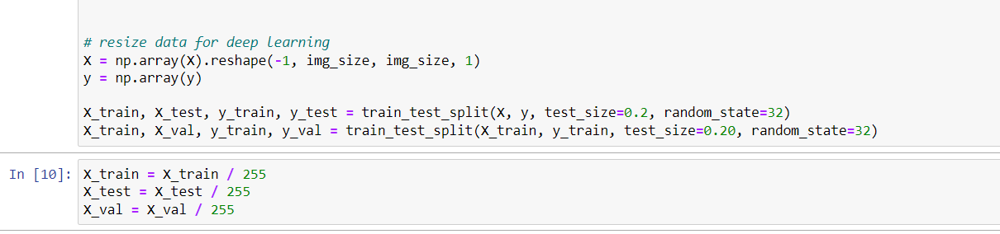 # resize data for deep learning
X = np.array(X).reshape(-1, img_size, img_size, 1)
y = np.array(y)
X_train, X_test, y_train, y_test = train_test_split(X, y, test_size=0.2, random_state=32)
X_train, X_val, y_train, y_val = train_test_split(X_train, y_train, test_size=0.20, random_state=32)
In [10]: X_train = X_train / 255
X_test = X_test / 255
X_val = X_val / 255